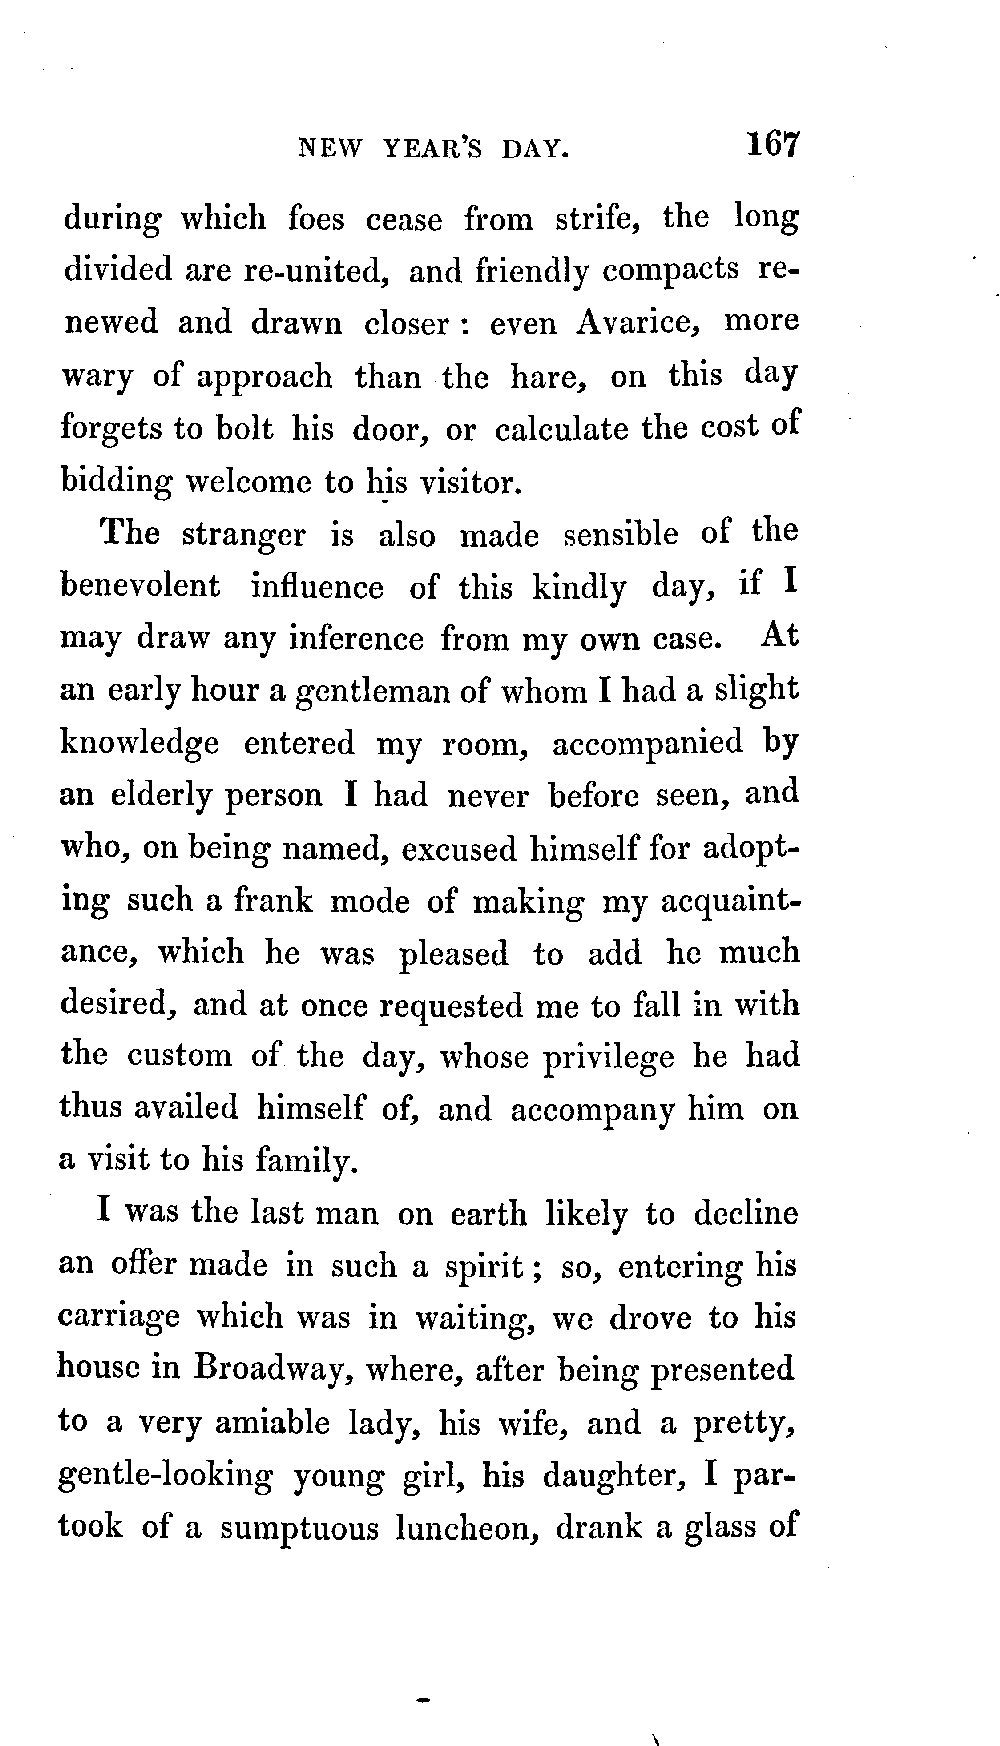 NEW YEAR'S DAY. 167
during which foes cease from strife, the long
divided are re-united, and friendly compacts re-
newed and drawn closer : even Avarice, more
wary of approach than the hare, on this day
forgets to bolt his door, or calculate the cost of
bidding welcome to his visitor.
The stranger is also made sensible of the
benevolent influence of this kindly day, if I
may draw any inference from my own case. At
an early hour a gentleman of whom I had a slight
knowledge entered my room, accompanied by
an elderly person I had never before seen, and
who, on being named, excused himself for adopt-
ing such a frank mode of making my acquaint-
ance, which he was pleased to add he much
desired, and at once requested me to fall in with
the custom of the day, whose privilege he had
thus availed himself of, and accompany him on
a visit to his family.
I was the last man on earth likely to decline
an offer made in such a spirit ; so, entering his
carriage which was in waiting, we drove to his
house in Broadway, where, after being presented
to a very amiable lady, his wife, and a pretty,
gentle-looking young girl, his daughter, I par-
took of a sumptuous luncheon, drank a glass of